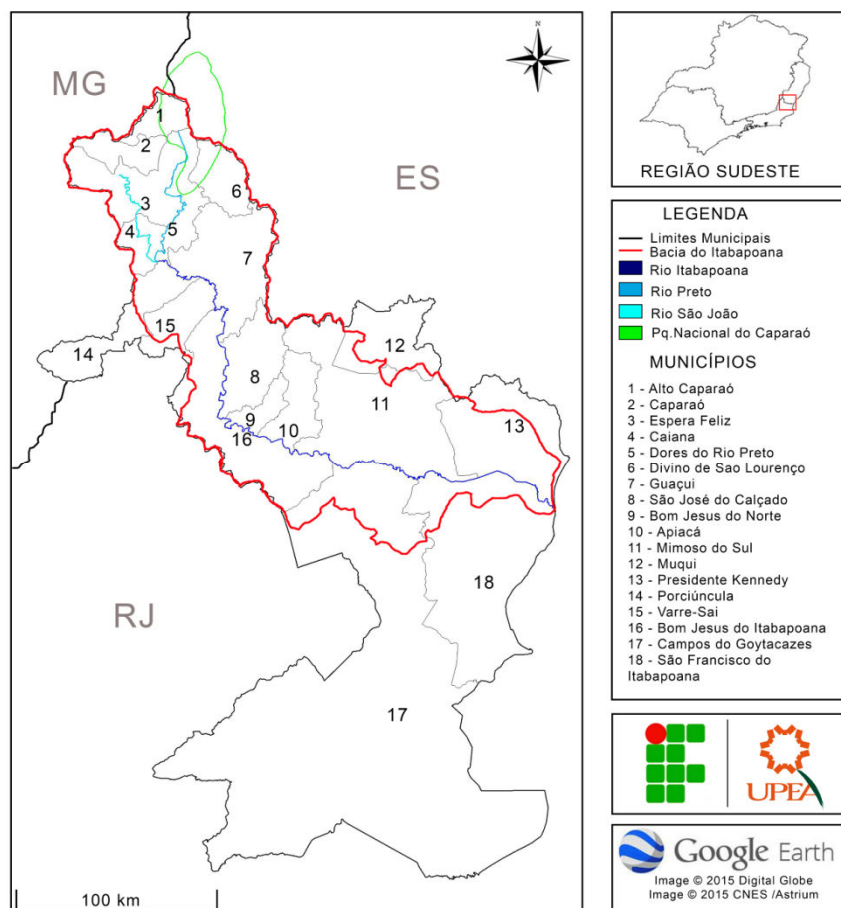 N
MG
ES
RJ
1
2
3
4
5
6
7
8
9
10
11
12
13
14
15
16
17
18
100 km
REGIÃO SUDESTE
LEGENDA
Limites Municipais
Bacia do Itabapoana
Rio Itabapoana
Rio Preto
Rio São João
Pq.Nacional do Caparaó
MUNICÍPIOS
1 - Alto Caparaó
2 - Caparaó
3 - Espera Feliz
4 - Caiana
5 - Dores do Rio Preto
6 - Divino de Sao Lourenço
7 - Guaçui
8 - São José do Calçado
9 - Bom Jesus do Norte
10 - Apiacá
11 - Mimoso do Sul
12 - Muqui
13 - Presidente Kennedy
14 - Porciúncula
15 - Varre-Sai
16 - Bom Jesus do Itabapoana
17 - Campos do Goytacazes
18 - São Francisco do
Itabapoana
UPEA
Google Earth
Image © 2015 Digital Globe
Image © 2015 CNES /Astrium